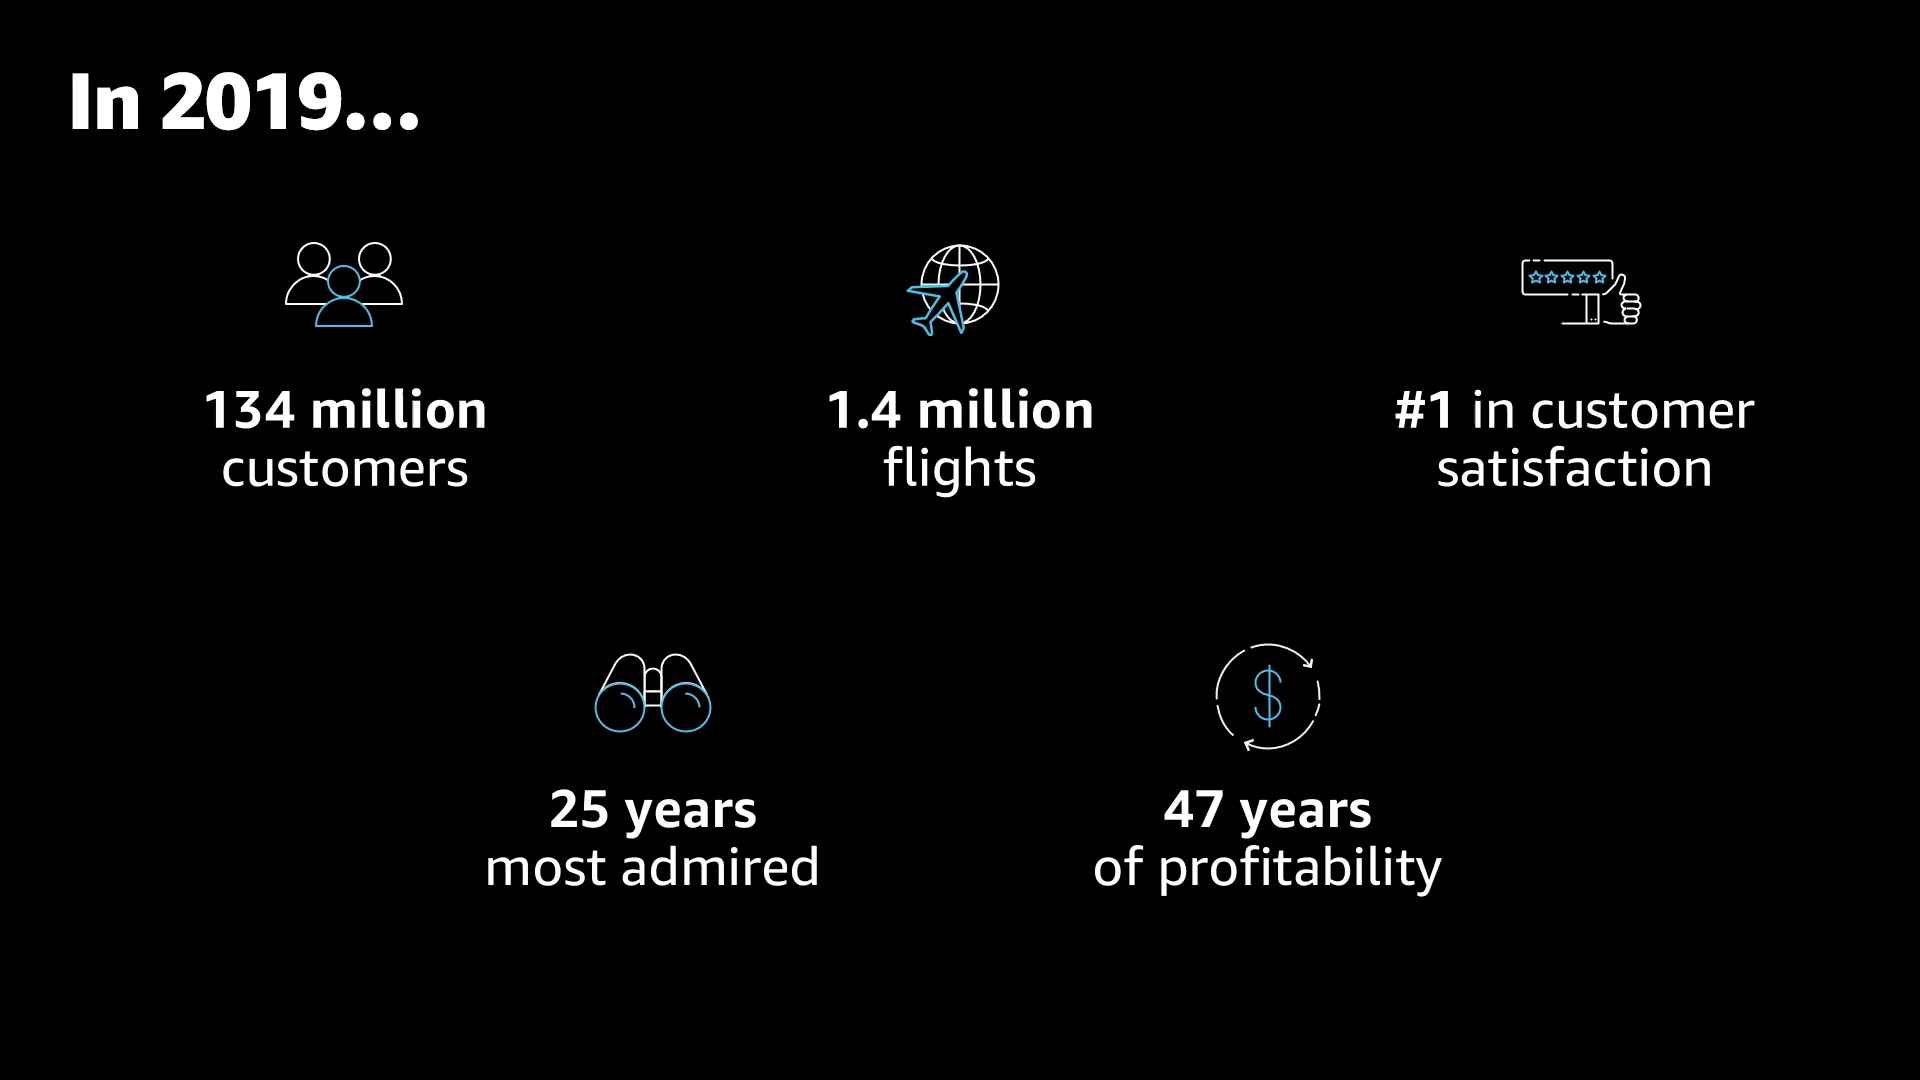 In 2019...
134 million
customers
1.4 million
flights
#1 in customer
satisfaction
25 years
most admired
47 years
of profitability